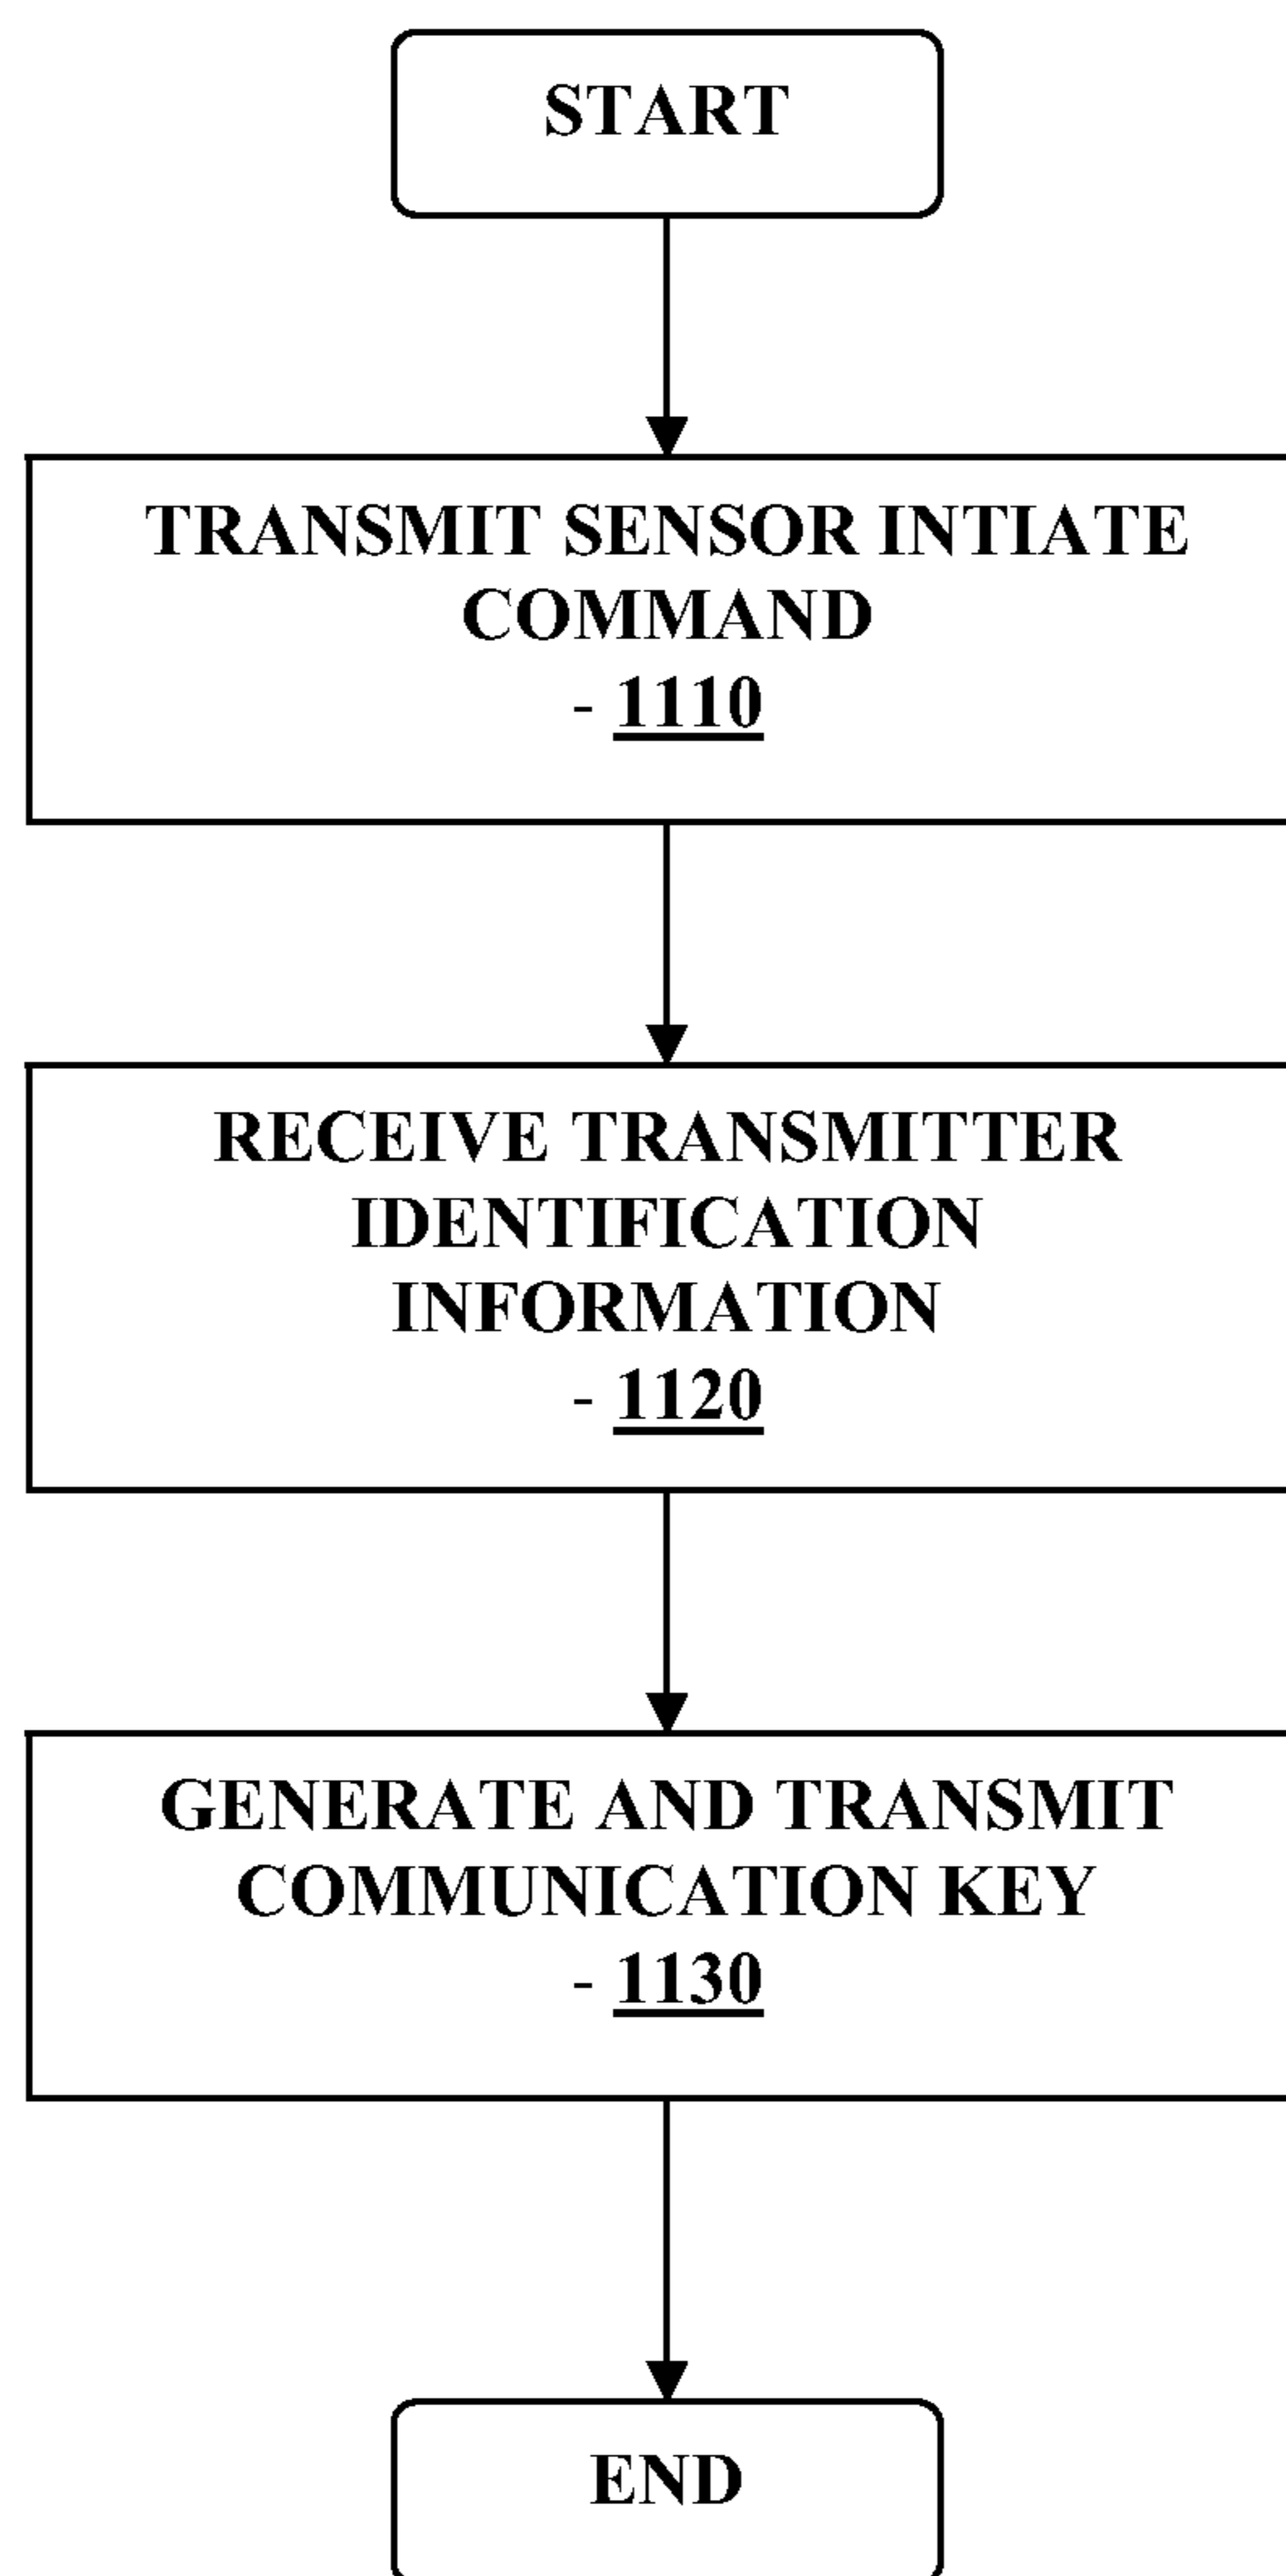 START
TRANSMIT SENSOR INTIATE
COMMAND
- 1110
RECEIVE TRANSMITTER
IDENTIFICATION
INFORMATION
- 1120
GENERATE AND TRANSMIT
COMMUNICATION KEY
- 1130
END